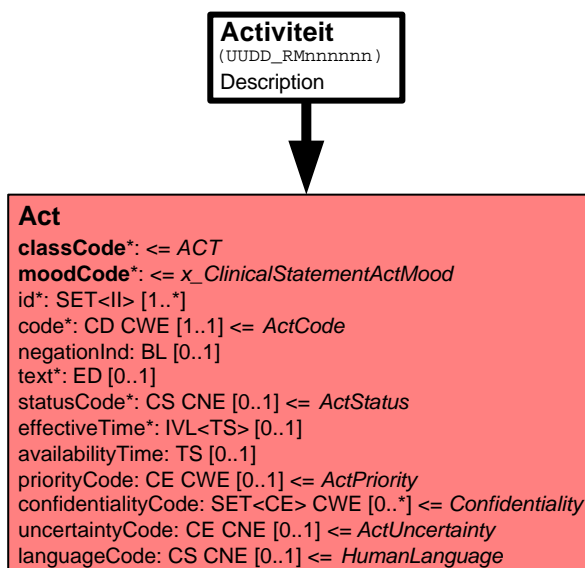 Activiteit
(UUDD_RMnnnnnn)
Description
Act
classCode*: <= ACT
moodCode*: <= x_ClinicalStatementActMood
id*: SET<II> [1..*]
code*: CD CWE [1..1] <= ActCode
negationInd: BL [0..1]
text*: ED [0..1]
statusCode*: CS CNE [0..1] <= ActStatus
effectiveTime*: IVL<TS> [0..1]
availabilityTime: TS [0..1]
priorityCode: CE CWE [0..1] <= ActPriority
confidentialityCode: SET<CE> CWE [0..*] <= Confidentiality
uncertaintyCode: CE CNE [0..1] <= ActUncertainty
languageCode: CS CNE [0..1] <= HumanLanguage